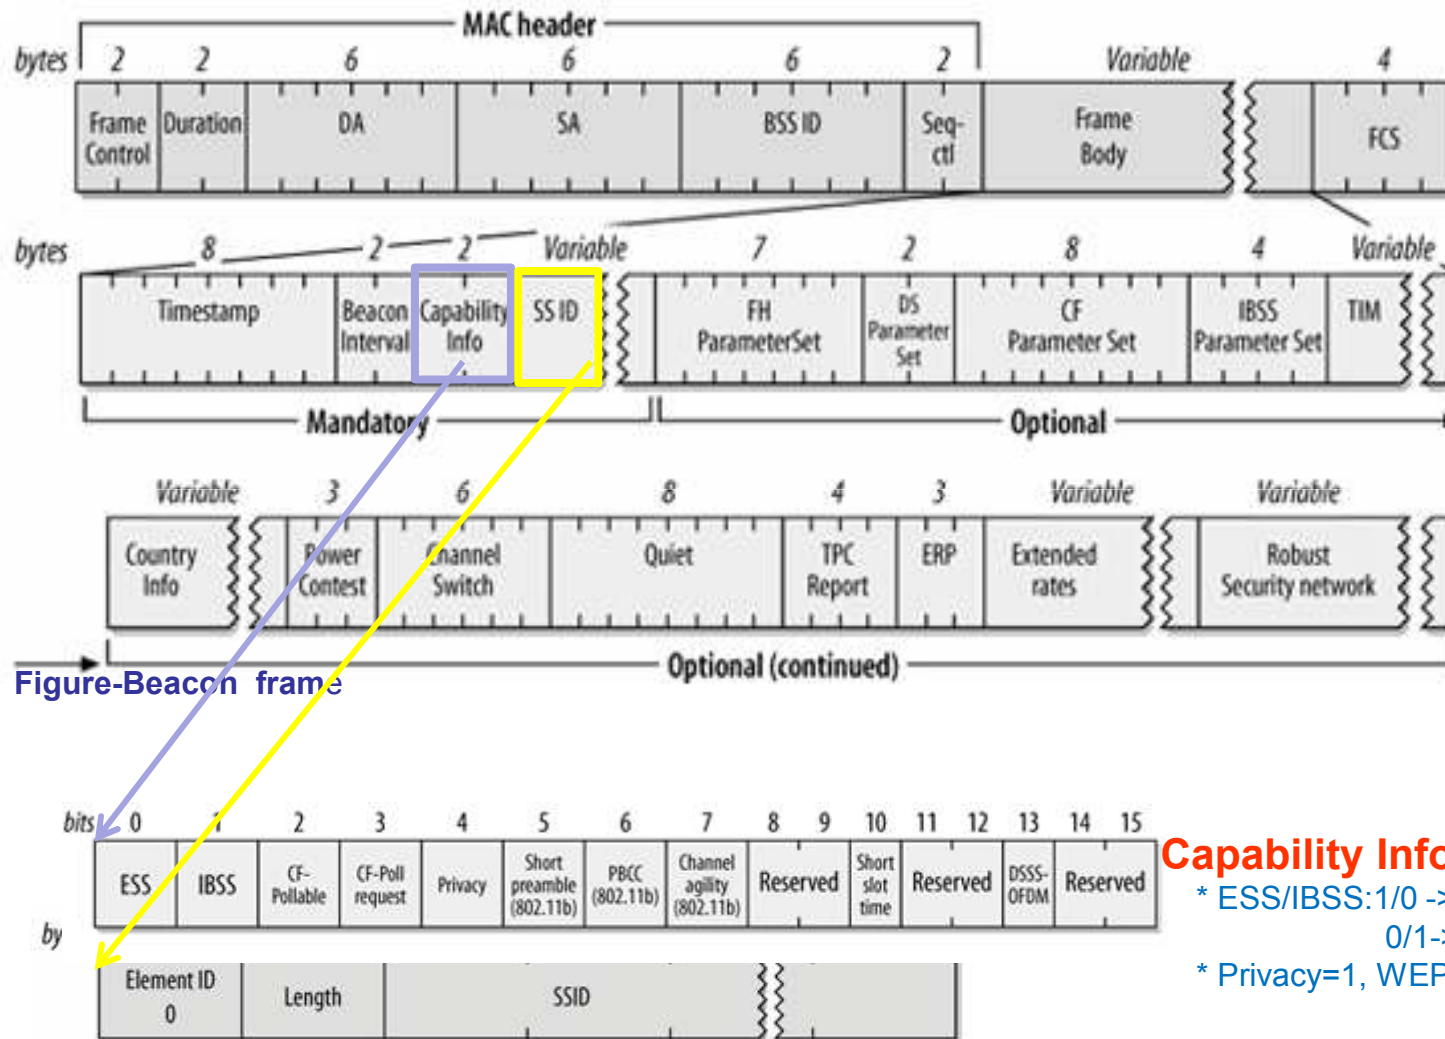 MAC header
bytes 2 2 6 6 6 2 Variable 4
Frame Control Duration DA SA BSS ID Seq-ctl Frame Body FCS
bytes 8 2 2 Variable 7 2 8 4 Variable
Timestamp Beacon Interval Capability Info SS ID FH ParameterSet DS Parameter Set CF Parameter Set IBSS Parameter Set TIM
Mandatory Optional
Variable 3 6 8 4 3 Variable Variable
Country Info Power Contest Channel Switch Quiet TPC Report ERP Extended rates Robust Security network
Optional (continued)
Figure-Beacon frame
bits 0 1 2 3 4 5 6 7 8 9 10 11 12 13 14 15
ESS IBSS CF-Pollable CF-Poll request Privacy Short preamble (802.11b) PBCC (802.11b) Channel agility (802.11b) Reserved Short slot time Reserved DSSS-OFDM Reserved
Capability Info
* ESS/IBSS:1/0 ->
0/1->
* Privacy=1, WEP
by
Element ID 0 Length SSID